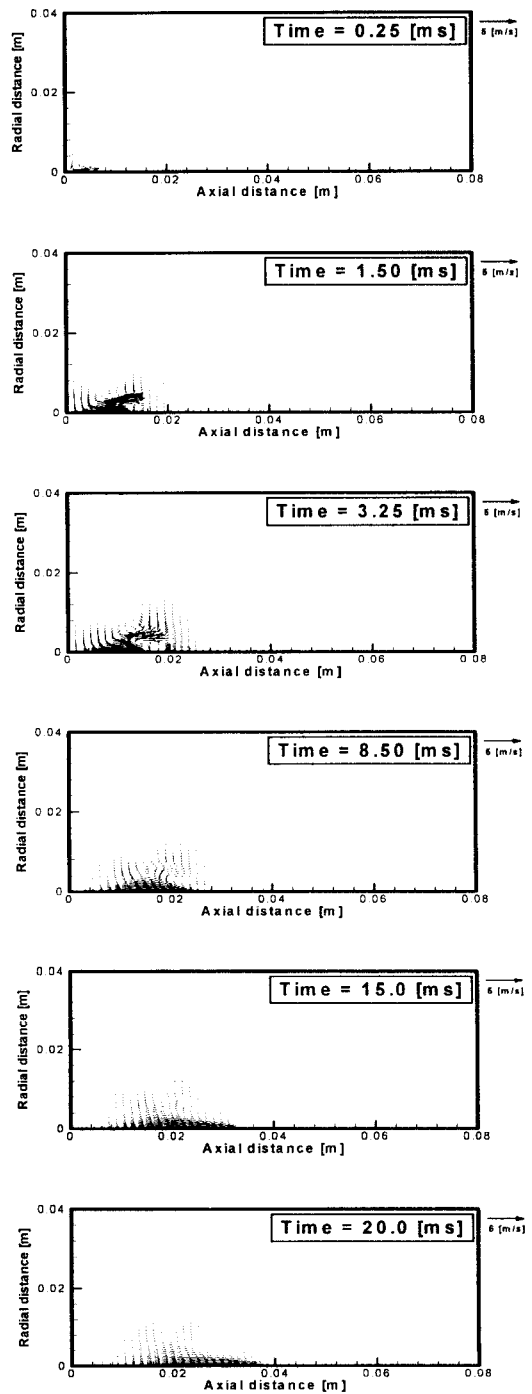 Time = 0.25 [ms]
6 [m/s]
Radial distance [m]
0.04
0.02
0
0 0.02 0.04 0.06 0.08
Axial distance [m]
Time = 1.50 [ms]
6 [m/s]
Radial distance [m]
0.04
0.02
0
0 0.02 0.04 0.06 0.08
Axial distance [m]
Time = 3.25 [ms]
6 [m/s]
Radial distance [m]
0.04
0.02
0
0 0.02 0.04 0.06 0.08
Axial distance [m]
Time = 8.50 [ms]
6 [m/s]
Radial distance [m]
0.04
0.02
0
0 0.02 0.04 0.06 0.08
Axial distance [m]
Time = 15.0 [ms]
6 [m/s]
Radial distance [m]
0.04
0.02
0
0 0.02 0.04 0.06 0.08
Axial distance [m]
Time = 20.0 [ms]
6 [m/s]
Radial distance [m]
0.04
0.02
0
0 0.02 0.04 0.06 0.08
Axial distance [m]